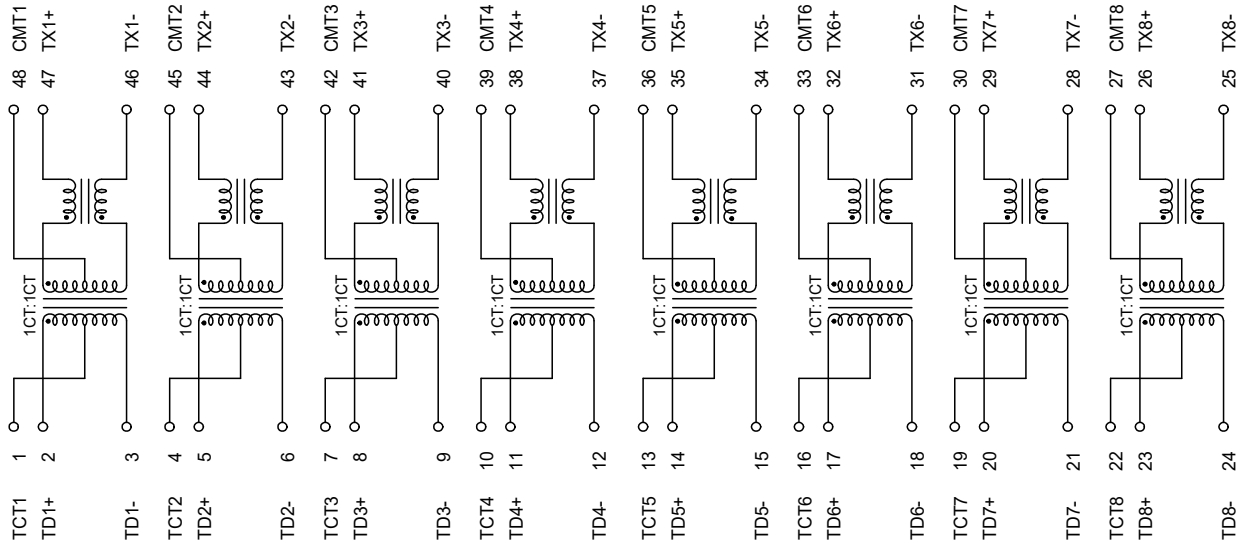 48 CMT1
47 TX1+
46 TX1-
45 CMT2
44 TX2+
43 TX2-
42 CMT3
41 TX3+
40 TX3-
39 CMT4
38 TX4+
37 TX4-
36 CMT5
35 TX5+
34 TX5-
33 CMT6
32 TX6+
31 TX6-
30 CMT7
29 TX7+
28 TX7-
27 CMT8
26 TX8+
25 TX8-
1CT:1CT
1CT:1CT
1CT:1CT
1CT:1CT
1CT:1CT
1CT:1CT
1CT:1CT
1CT:1CT
TCT1 1
TD1+ 2
TD1- 3
TCT2 4
TD2+ 5
TD2- 6
TCT3 7
TD3+ 8
TD3- 9
TCT4 10
TD4+ 11
TD4- 12
TCT5 13
TD5+ 14
TD5- 15
TCT6 16
TD6+ 17
TD6- 18
TCT7 19
TD7+ 20
TD7- 21
TCT8 22
TD8+ 23
TD8- 24